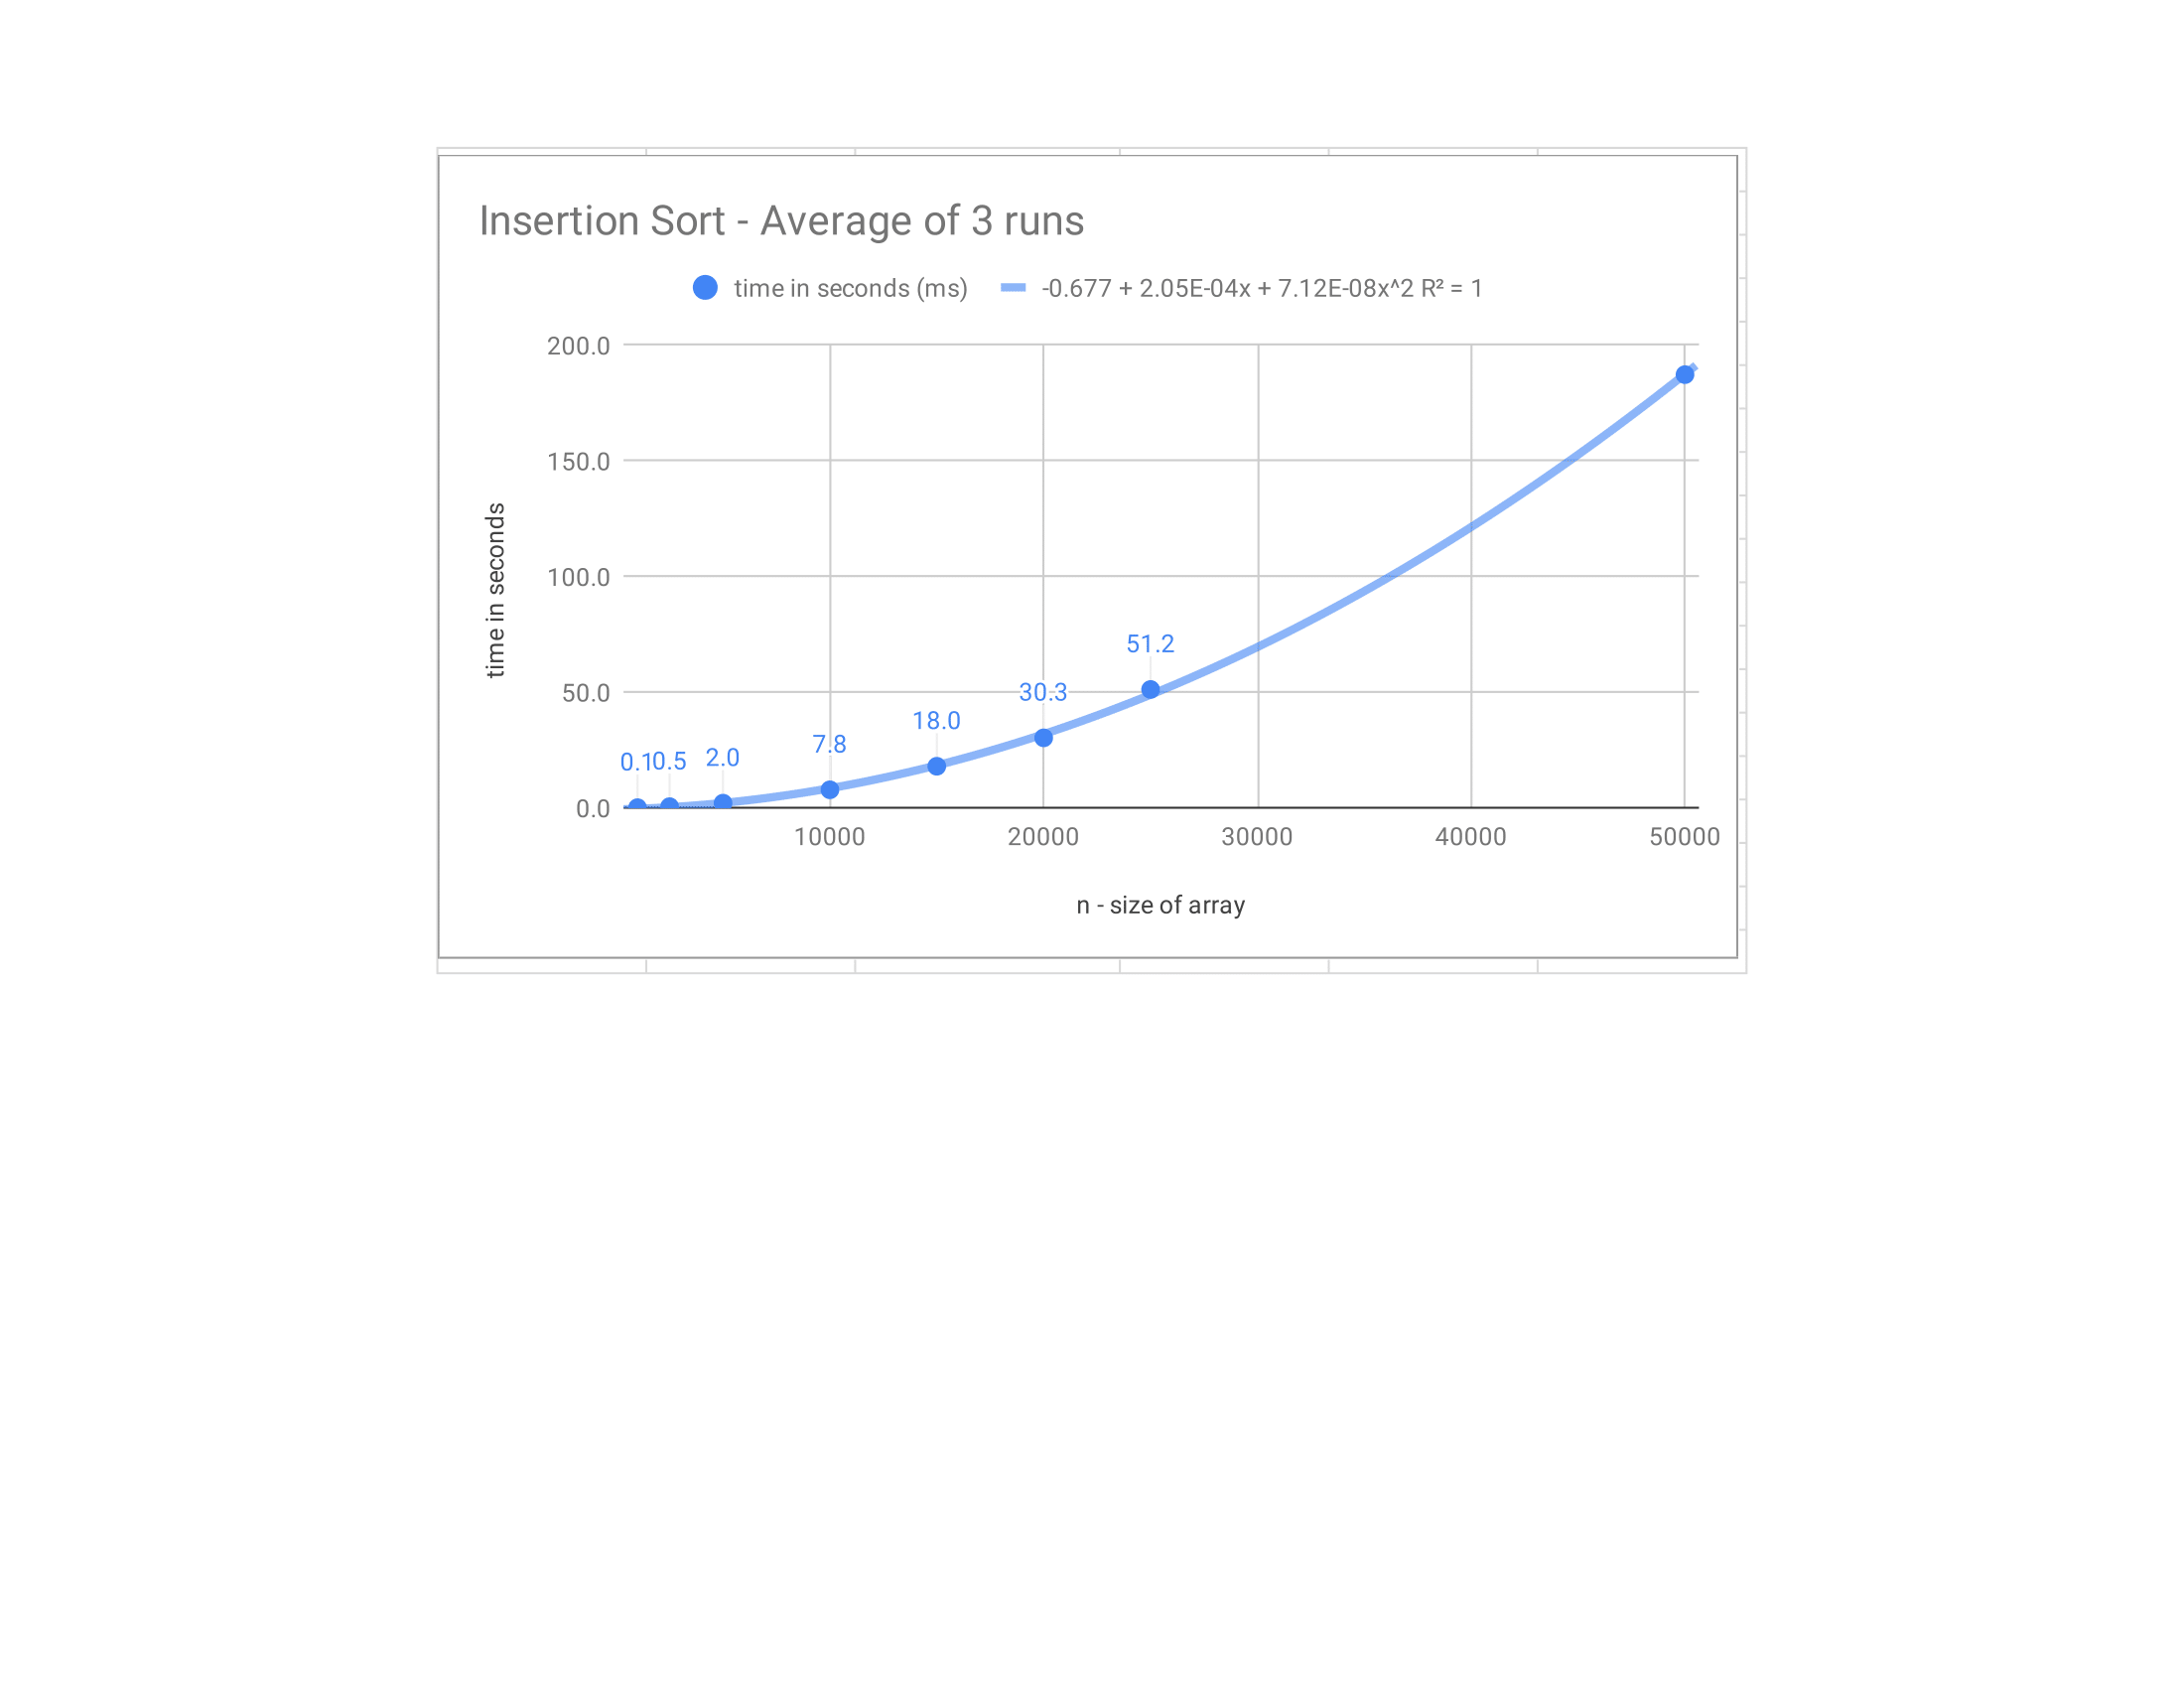 Insertion Sort - Average of 3 runs
time in seconds (ms) -0.677 + 2.05E-04x + 7.12E-08x^2 R² = 1
200.0
150.0
100.0
50.0
0.0
time in seconds
0.1 0.5 2.0 7.8 18.0 30.3 51.2
10000 20000 30000 40000 50000
n - size of array